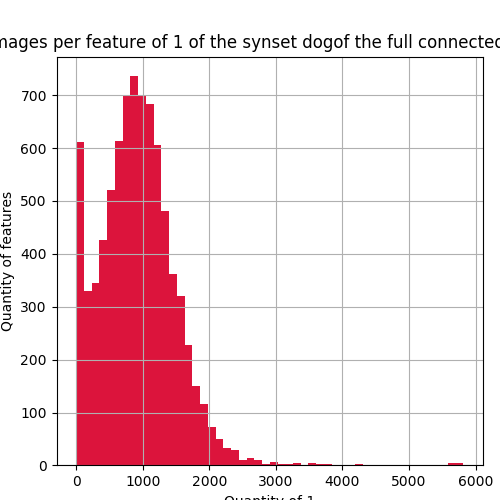 mages per feature of 1 of the synset dogof the full connected
700
600
500
400
300
200
100
0
Quantity of features
0 1000 2000 3000 4000 5000 6000
Quantity of 1